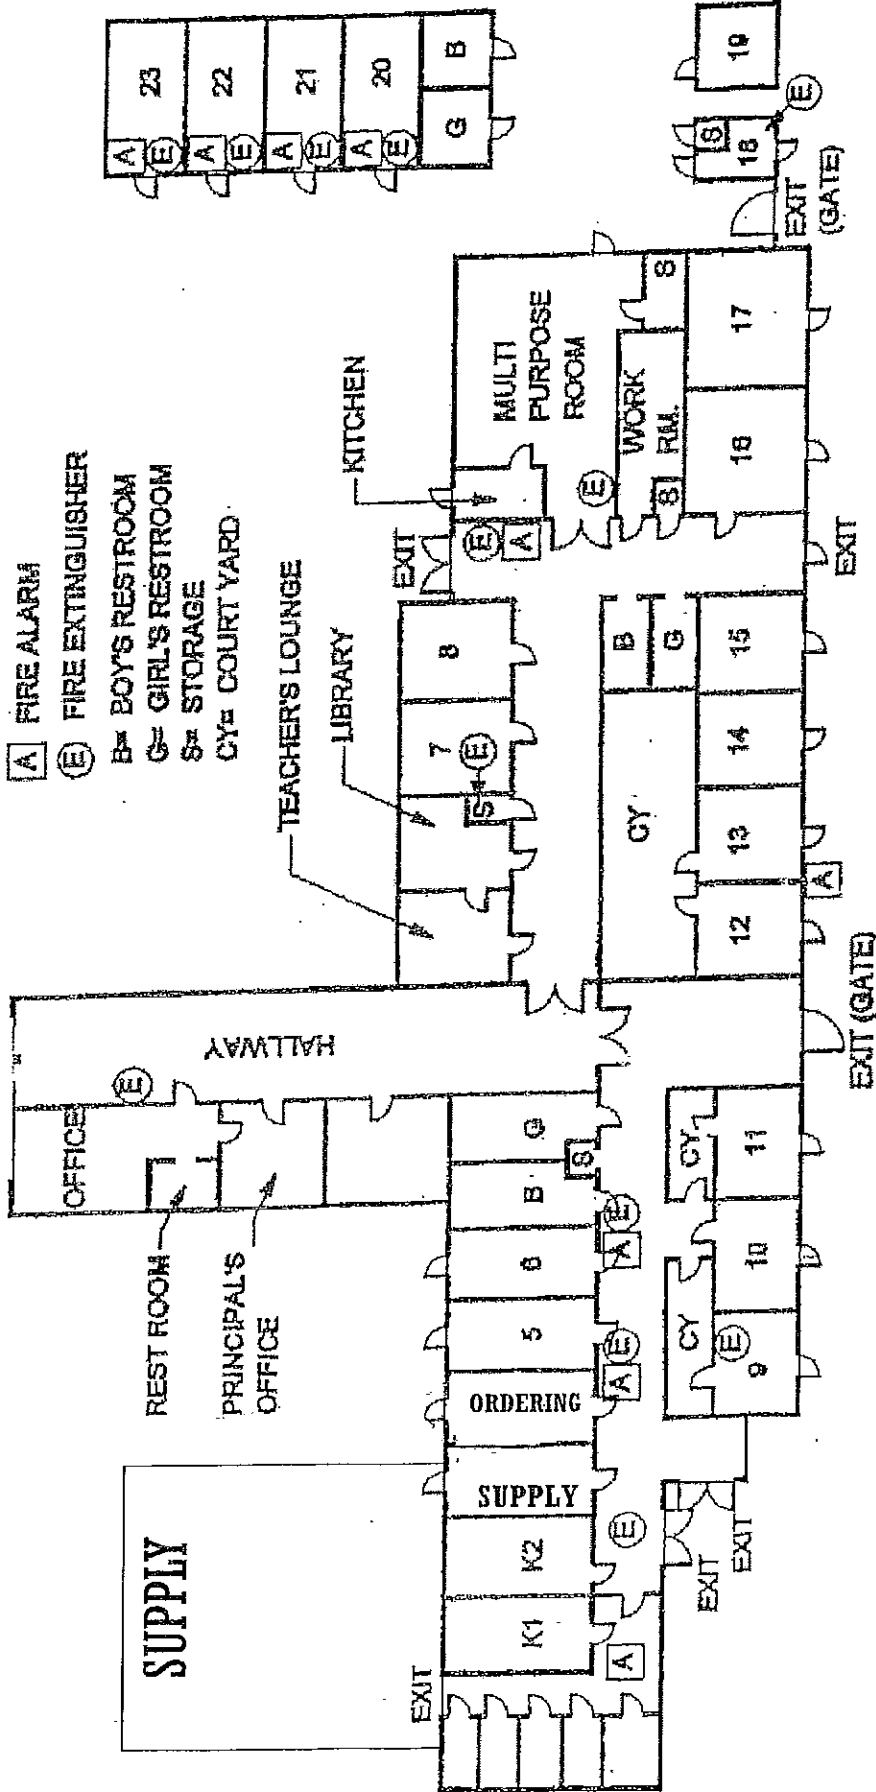 A FIRE ALARM
E FIRE EXTINGUISHER
B= BOY'S RESTROOM
G= GIRL'S RESTROOM
S= STORAGE
CY= COURT YARD
SUPPLY
REST ROOM
PRINCIPAL'S
OFFICE
OFFICE
E
HALLWAY
TEACHER'S LOUNGE
LIBRARY
KITCHEN
A
E
23
A
E
22
A
E
21
A
E
20
G
B
EXIT
K1
K2
SUPPLY
ORDERING
5
6
B
G
S
S
7
E
8
EXIT
E
A
MULTI
PURPOSE
ROOM
E
WORK
RM.
S
S
A
E
A
E
A
E
EXIT
EXIT
CY
CY
9
E
10
11
CY
B
G
12
13
14
15
16
17
A
EXIT (GATE)
EXIT
EXIT
(GATE)
S
18
E
19